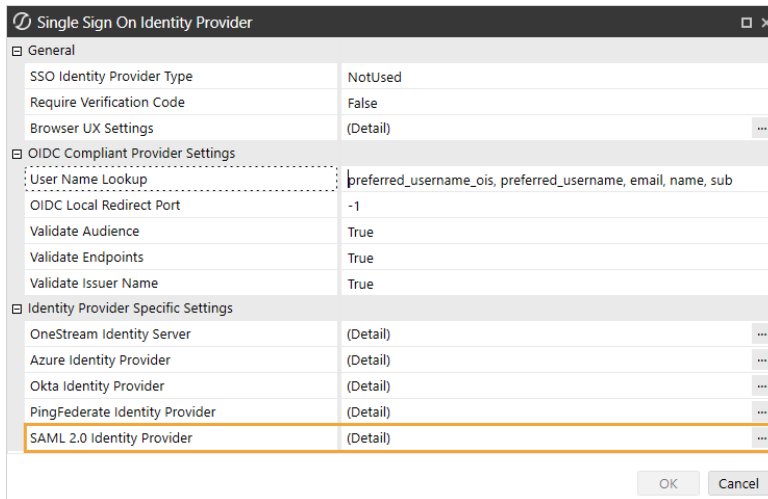 Single Sign On Identity Provider
General
SSO Identity Provider Type NotUsed
Require Verification Code False
Browser UX Settings (Detail) ...
OIDC Compliant Provider Settings
User Name Lookup preferred_username_ois, preferred_username, email, name, sub
OIDC Local Redirect Port -1
Validate Audience True
Validate Endpoints True
Validate Issuer Name True
Identity Provider Specific Settings
OneStream Identity Server (Detail) ...
Azure Identity Provider (Detail) ...
Okta Identity Provider (Detail) ...
PingFederate Identity Provider (Detail) ...
SAML 2.0 Identity Provider (Detail) ...
OK Cancel